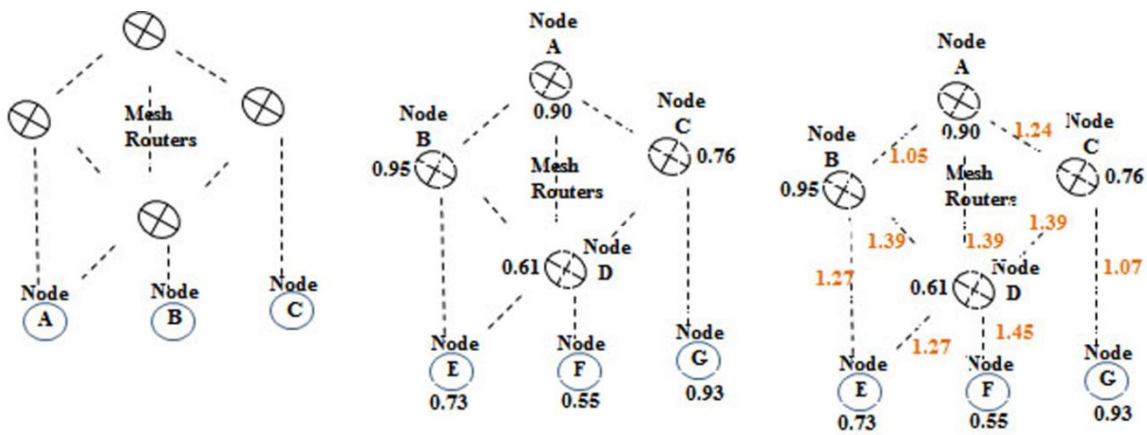 Mesh
Routers
Node
A
Node
B
Node
C
Node
A
0.90
Node
B
0.95
Node
C
0.76
Mesh
Routers
0.61
Node
D
Node
E
0.73
Node
F
0.55
Node
G
0.93
Node
A
0.90
1.05
1.24
Node
B
0.95
Node
C
0.76
Mesh
Routers
1.39
1.39
1.39
1.27
1.07
0.61
Node
D
1.27
1.45
Node
E
0.73
Node
F
0.55
Node
G
0.93